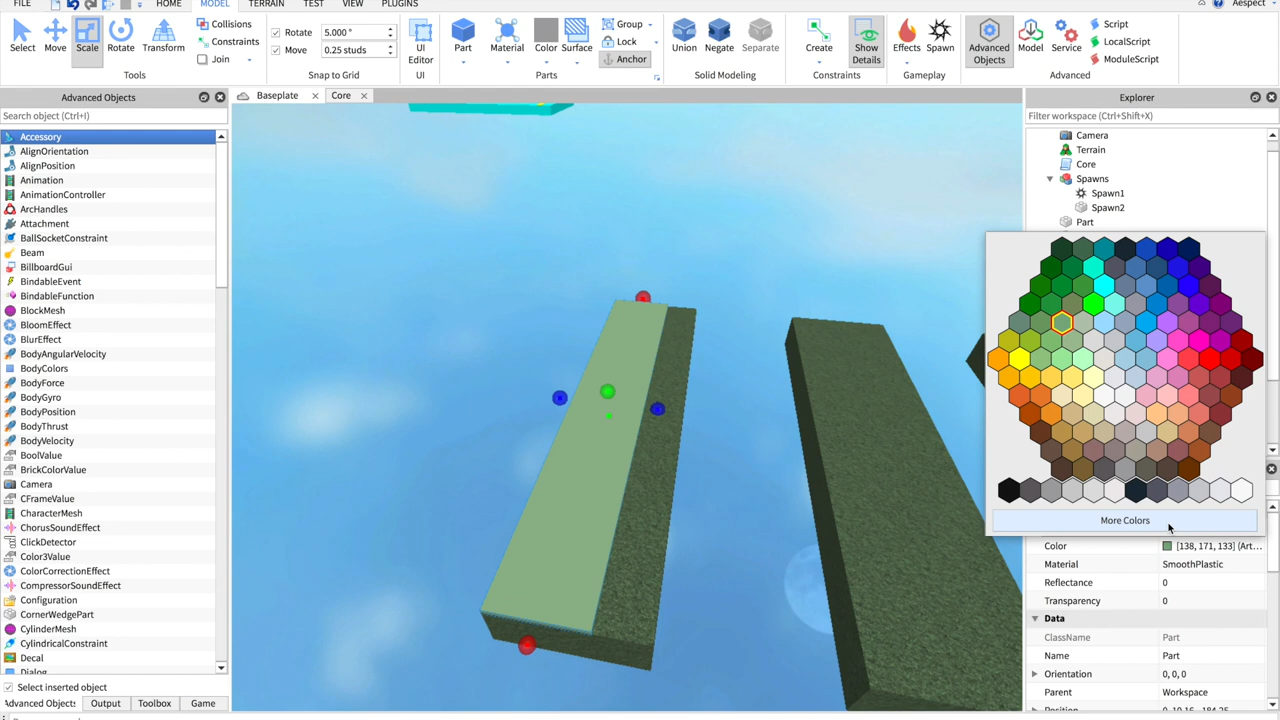 FILE HOME MODEL TERRAIN TEST VIEW PLUGINS Aespect
Select Move Scale Rotate Transform
Collisions
Constraints
Join
Tools
Rotate 5.000 °
Move 0.25 studs
Snap to Grid
UI Editor
UI
Part Material Color Surface
Group
Lock
Anchor
Parts
Union Negate Separate
Solid Modeling
Create Show Details
Constraints
Effects Spawn
Gameplay
Advanced Objects Model Service
Script
LocalScript
ModuleScript
Advanced
Advanced Objects
Search object (Ctrl+I)
Accessory
AlignOrientation
AlignPosition
Animation
AnimationController
ArcHandles
Attachment
BallSocketConstraint
Beam
BillboardGui
BindableEvent
BindableFunction
BlockMesh
BloomEffect
BlurEffect
BodyAngularVelocity
BodyColors
BodyForce
BodyGyro
BodyPosition
BodyThrust
BodyVelocity
BoolValue
BrickColorValue
Camera
CFrameValue
CharacterMesh
ChorusSoundEffect
ClickDetector
Color3Value
ColorCorrectionEffect
CompressorSoundEffect
Configuration
CornerWedgePart
CylinderMesh
CylindricalConstraint
Decal
Dialog
Select inserted object
Advanced Objects Output Toolbox Game
Baseplate Core
Explorer
Filter workspace (Ctrl+Shift+X)
Camera
Terrain
Core
Spawns
Spawn1
Spawn2
Part
More Colors
Color [138, 171, 133] (Art...
Material SmoothPlastic
Reflectance 0
Transparency 0
Data
ClassName Part
Name Part
Orientation 0, 0, 0
Parent Workspace
Position